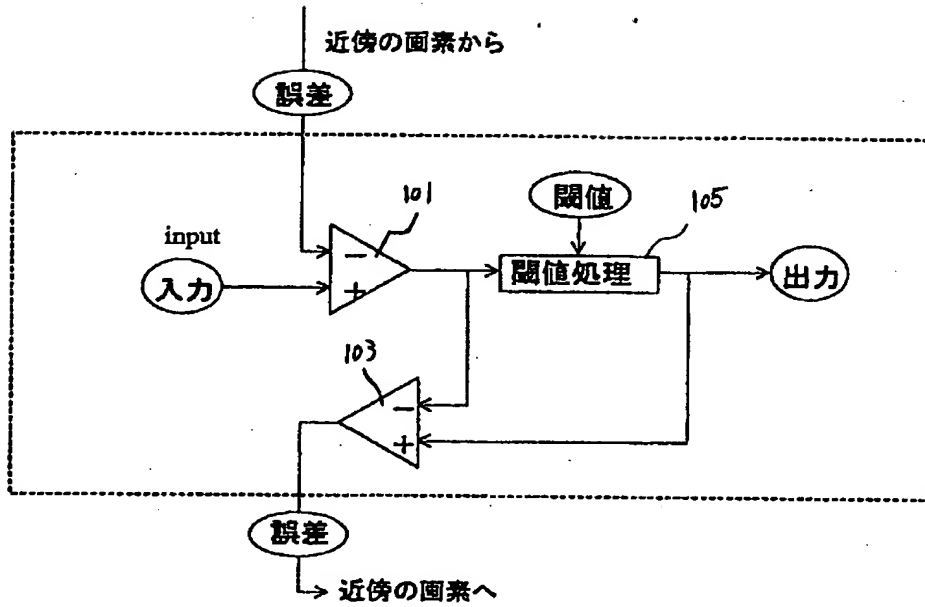 近傍の画素から
誤差
101
閾値
105
input
入力
−
+
閾値処理
出力
103
−
+
誤差
近傍の画素へ